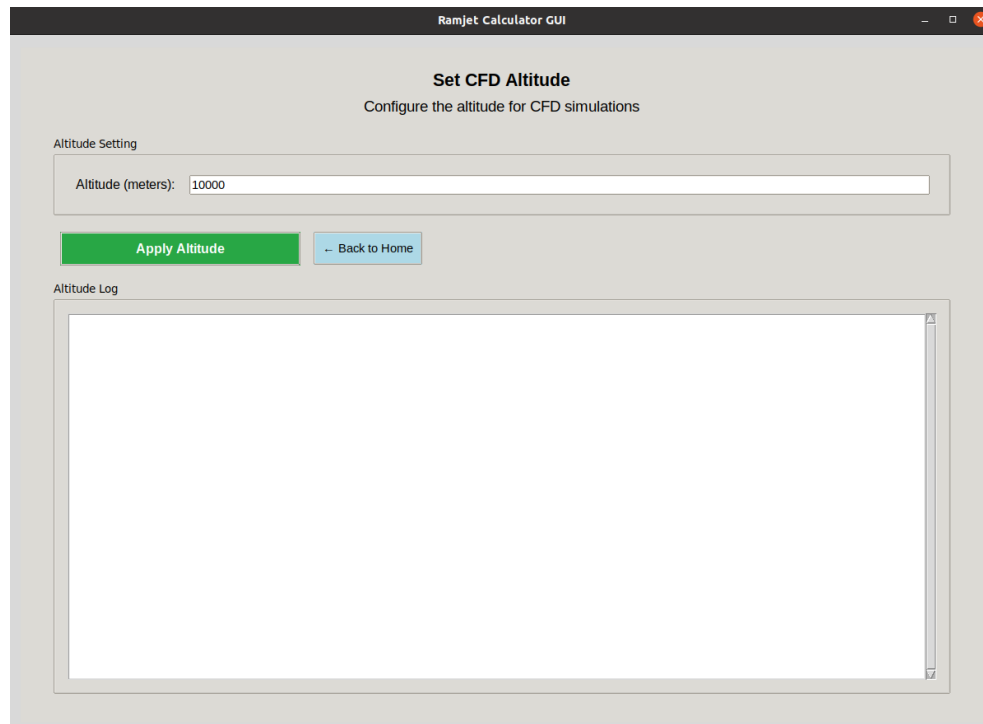 Ramjet Calculator GUI
Set CFD Altitude
Configure the altitude for CFD simulations
Altitude Setting
Altitude (meters): 10000
Apply Altitude ← Back to Home
Altitude Log